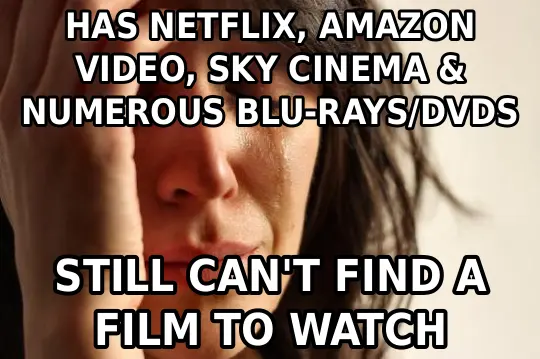 HAS NETFLIX, AMAZON
VIDEO, SKY CINEMA &
NUMEROUS BLU-RAYS/DVDS
STILL CAN'T FIND A
FILM TO WATCH